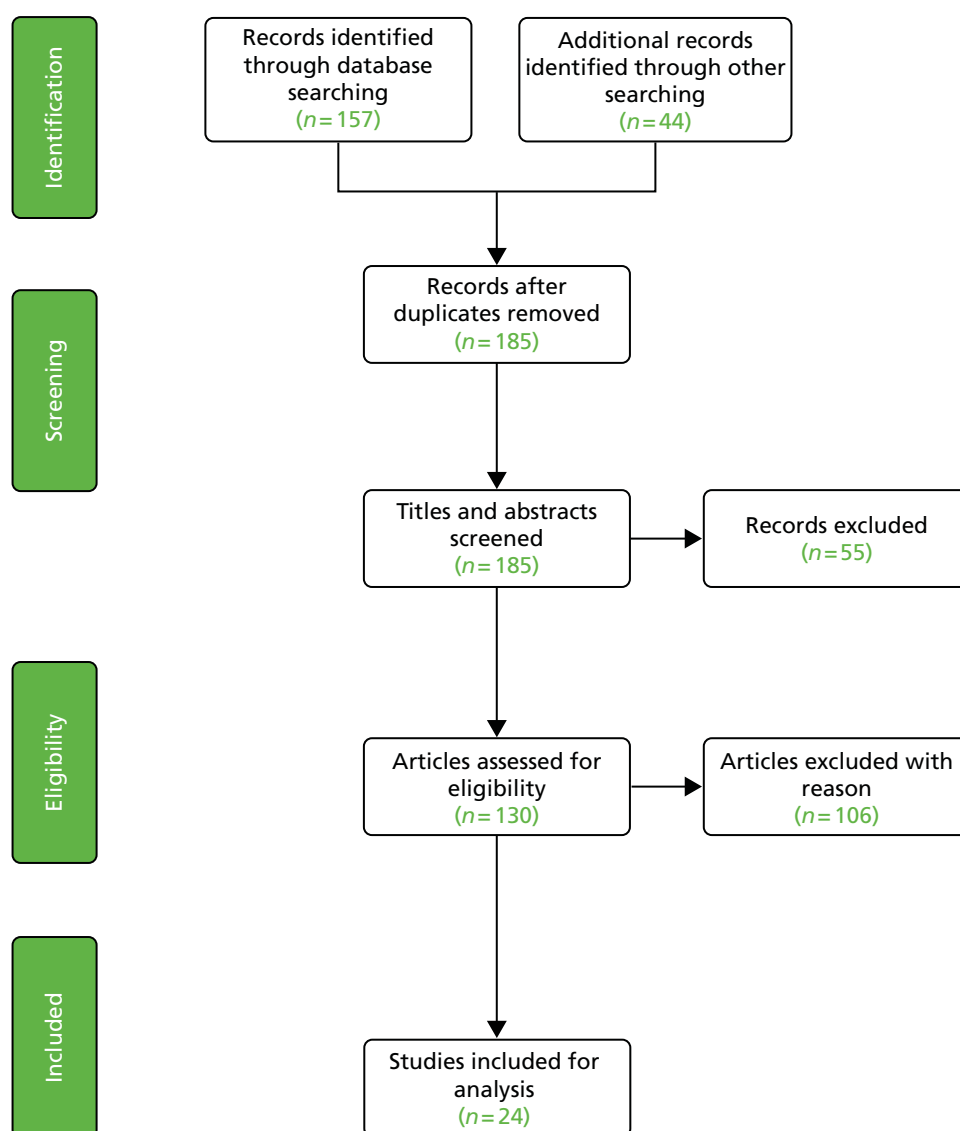 Identification
Records identified
through database
searching
(n=157)
Additional records
identified through other
searching
(n=44)
Screening
Records after
duplicates removed
(n=185)
Titles and abstracts
screened
(n=185)
Records excluded
(n=55)
Eligibility
Articles assessed for
eligibility
(n=130)
Articles excluded with
reason
(n=106)
Included
Studies included for
analysis
(n=24)